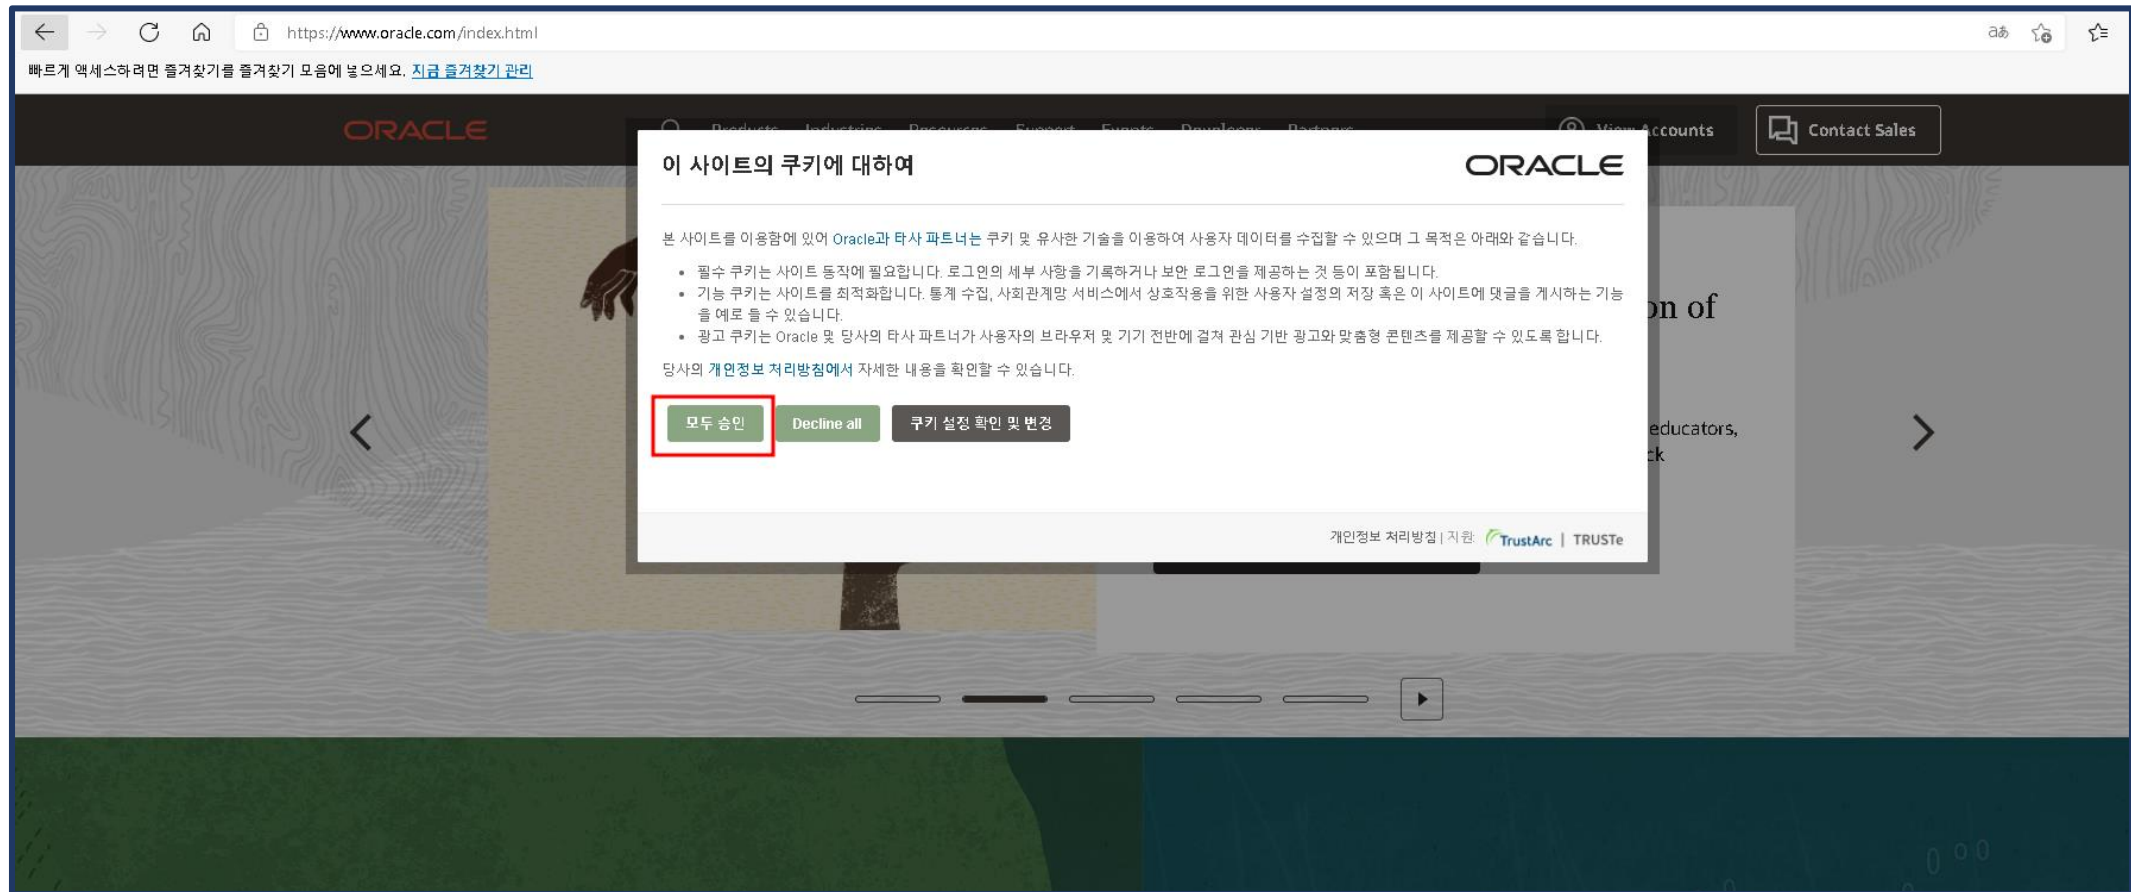 https://www.oracle.com/index.html
aあ
빠르게 액세스하려면 즐겨찾기를 즐겨찾기 모음에 넣으세요. 지금 즐겨찾기 관리
ORACLE
Products Industries Resources Support Events Developer Partners
View Accounts
Contact Sales
이 사이트의 쿠키에 대하여
ORACLE
본 사이트를 이용함에 있어 Oracle과 타사 파트너는 쿠키 및 유사한 기술을 이용하여 사용자 데이터를 수집할 수 있으며 그 목적은 아래와 같습니다.
• 필수 쿠키는 사이트 동작에 필요합니다. 로그인의 세부 사항을 기록하거나 보안 로그인을 제공하는 것 등이 포함됩니다.
• 기능 쿠키는 사이트를 최적화합니다. 통계 수집, 사회관계망 서비스에서 상호작용을 위한 사용자 설정의 저장 혹은 이 사이트에 댓글을 게시하는 기능
을 예로 들 수 있습니다.
• 광고 쿠키는 Oracle 및 당사의 타사 파트너가 사용자의 브라우저 및 기기 전반에 걸쳐 관심 기반 광고와 맞춤형 콘텐츠를 제공할 수 있도록 합니다.
당사의 개인정보 처리방침에서 자세한 내용을 확인할 수 있습니다.
모두 승인
Decline all
쿠키 설정 확인 및 변경
on of
educators,
ck
개인정보 처리방침 | 지원: TrustArc | TRUSTe